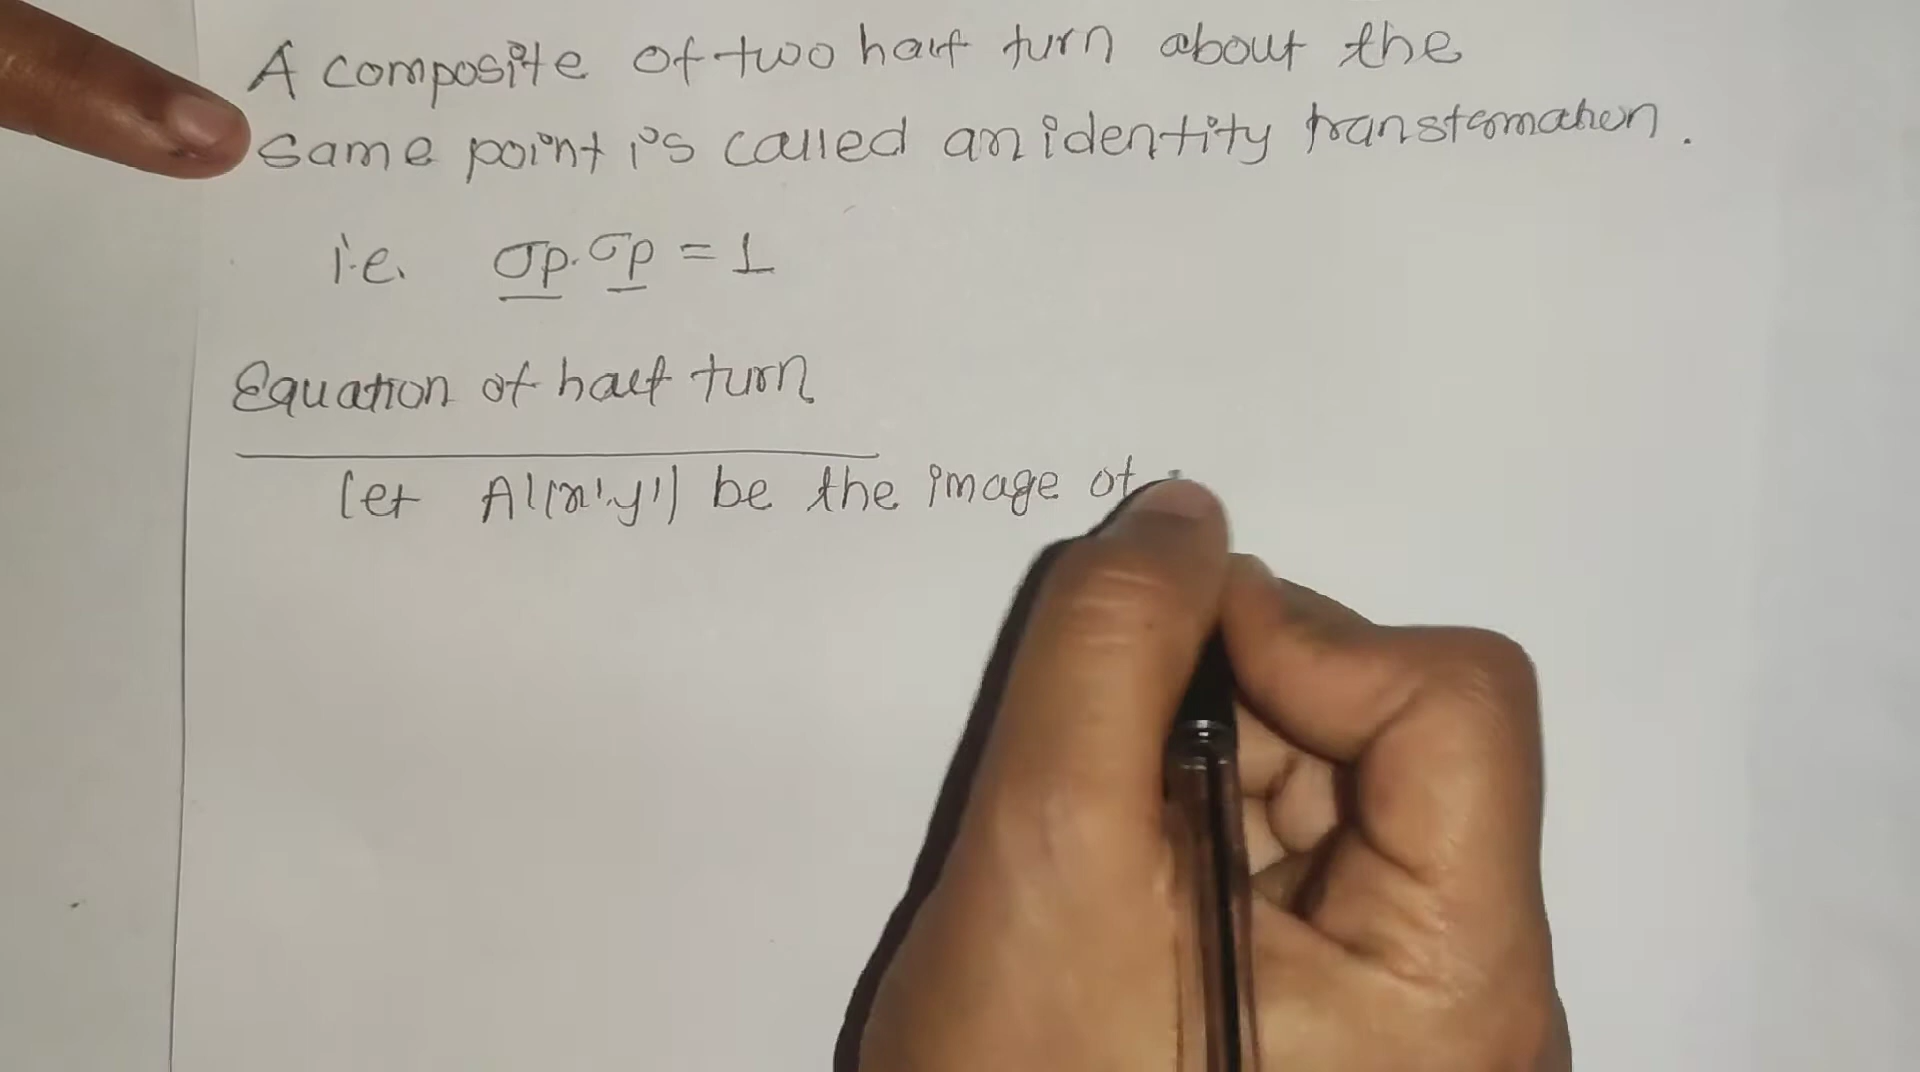 A composite of two half turn about the
same point is called an identity transformation.
i.e. σp.σp = 1
Equation of half turn
let A'(x',y') be the image of